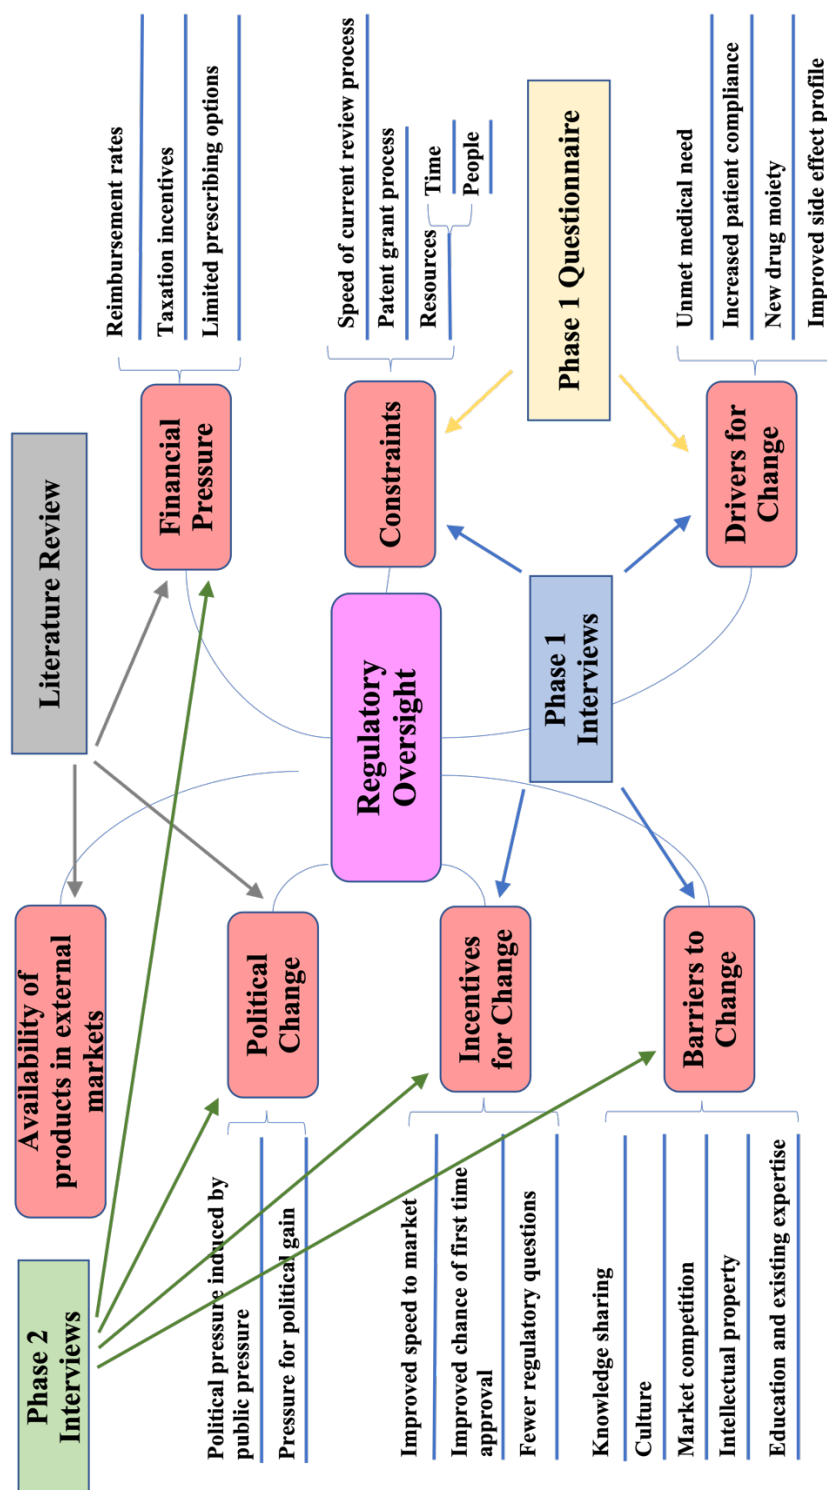 Phase 2
Interviews
Literature Review
Availability of
products in external
markets
Financial
Pressure
Reimbursement rates
Taxation incentives
Limited prescribing options
Political pressure induced by
public pressure
Pressure for political gain
Political
Change
Regulatory
Oversight
Constraints
Speed of current review process
Patent grant process
Resources
Time
People
Improved speed to market
Improved chance of first time
approval
Fewer regulatory questions
Incentives
for Change
Phase 1
Interviews
Phase 1 Questionnaire
Knowledge sharing
Culture
Market competition
Intellectual property
Education and existing expertise
Barriers to
Change
Drivers for
Change
Unmet medical need
Increased patient compliance
New drug moiety
Improved side effect profile